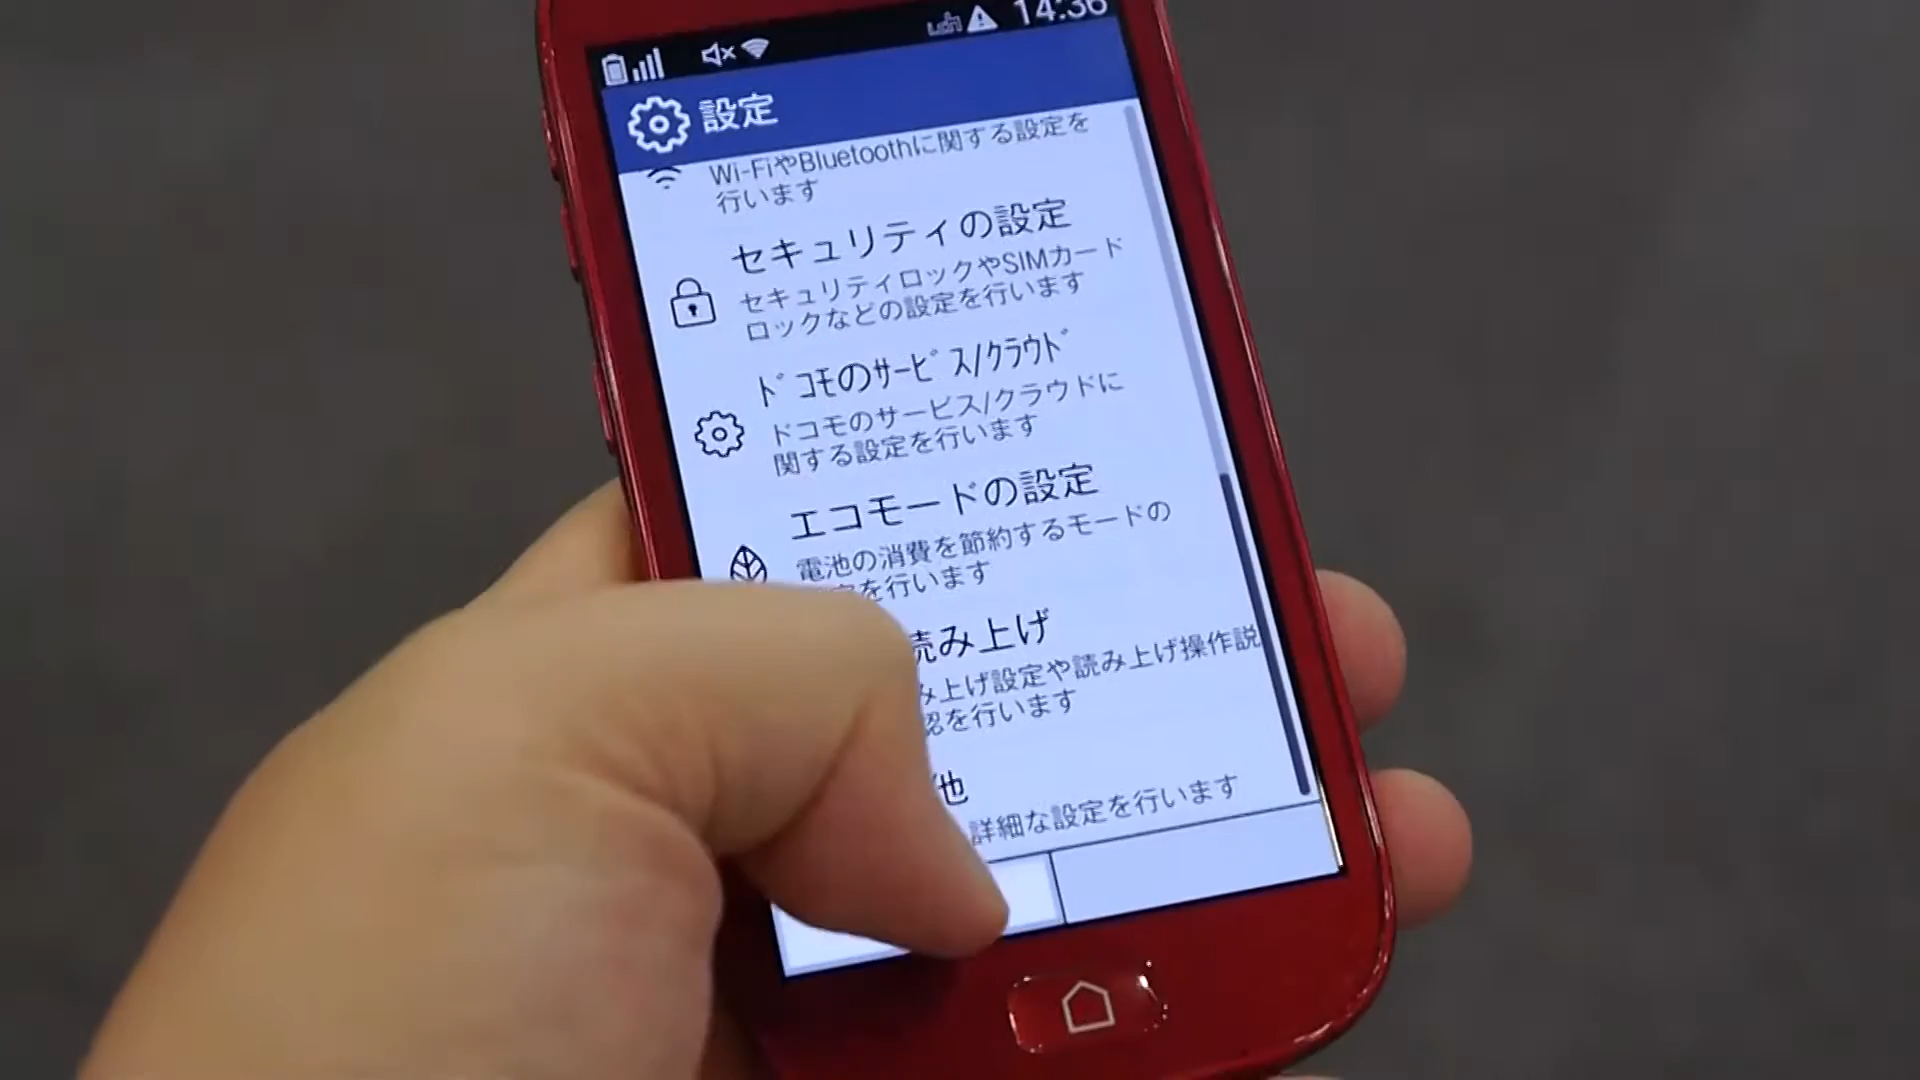 14:36
設定
Wi-FiやBluetoothに関する設定を
行います
セキュリティの設定
セキュリティロックやSIMカード
ロックなどの設定を行います
ﾄﾞｺﾓのｻｰﾋﾞｽ/ｸﾗｳﾄﾞ
ドコモのサービス/クラウドに
関する設定を行います
エコモードの設定
電池の消費を節約するモードの
を行います
読み上げ
み上げ設定や読み上げ操作説
認を行います
他
詳細な設定を行います